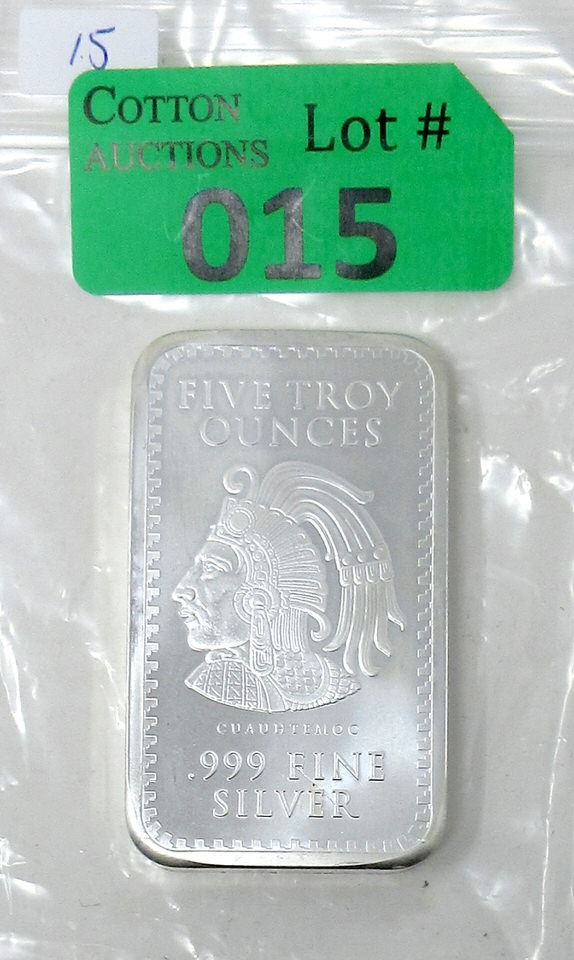 15
COTTON
AUCTIONS
Lot #
015
FIVE TROY
OUNCES
CUAUHTEMOC
.999 FINE
SILVER